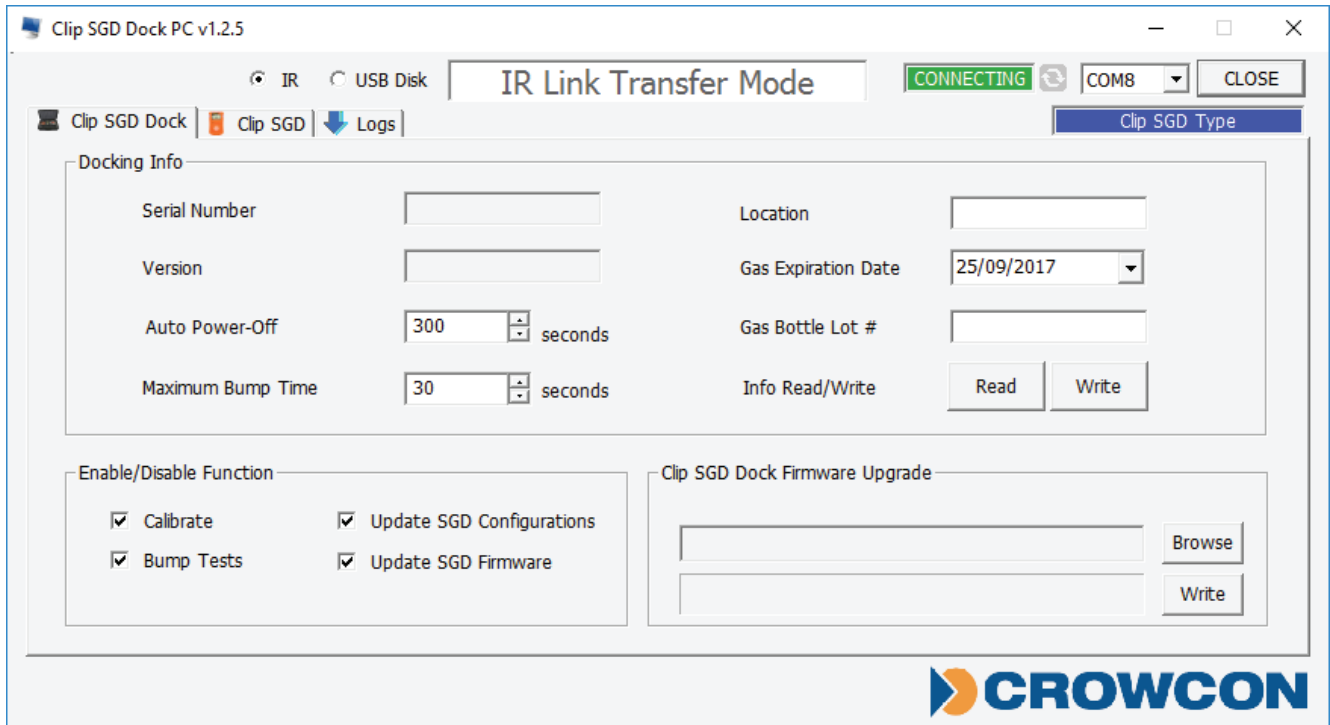 Clip SGD Dock PC v1.2.5
IR
USB Disk
IR Link Transfer Mode
CONNECTING
COM8
CLOSE
Clip SGD Dock
Clip SGD
Logs
Clip SGD Type
Docking Info
Serial Number
Location
Version
Gas Expiration Date
25/09/2017
Auto Power-Off
300
seconds
Gas Bottle Lot #
Maximum Bump Time
30
seconds
Info Read/Write
Read
Write
Enable/Disable Function
Calibrate
Update SGD Configurations
Bump Tests
Update SGD Firmware
Clip SGD Dock Firmware Upgrade
Browse
Write
CROWCON